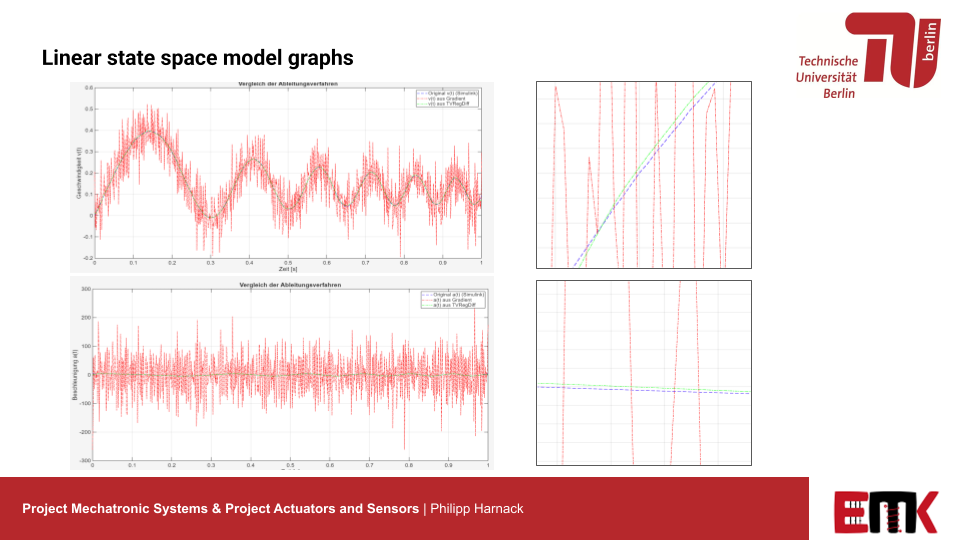 Linear state space model graphs
Technische
Universität
Berlin
berlin
Vergleich der Ableitungsverfahren
Original v(t) (Simulink)
v(t) aus Gradient
v(t) aus TVRegDiff
Geschwindigkeit v(t)
0.6
0.5
0.4
0.3
0.2
0.1
0
-0.1
-0.2
0 0.1 0.2 0.3 0.4 0.5 0.6 0.7 0.8 0.9 1
Zeit [s]
Vergleich der Ableitungsverfahren
Original a(t) (Simulink)
a(t) aus Gradient
a(t) aus TVRegDiff
Beschleunigung a(t)
300
200
100
0
-100
-200
-300
0 0.1 0.2 0.3 0.4 0.5 0.6 0.7 0.8 0.9 1
Project Mechatronic Systems & Project Actuators and Sensors | Philipp Harnack
EMK